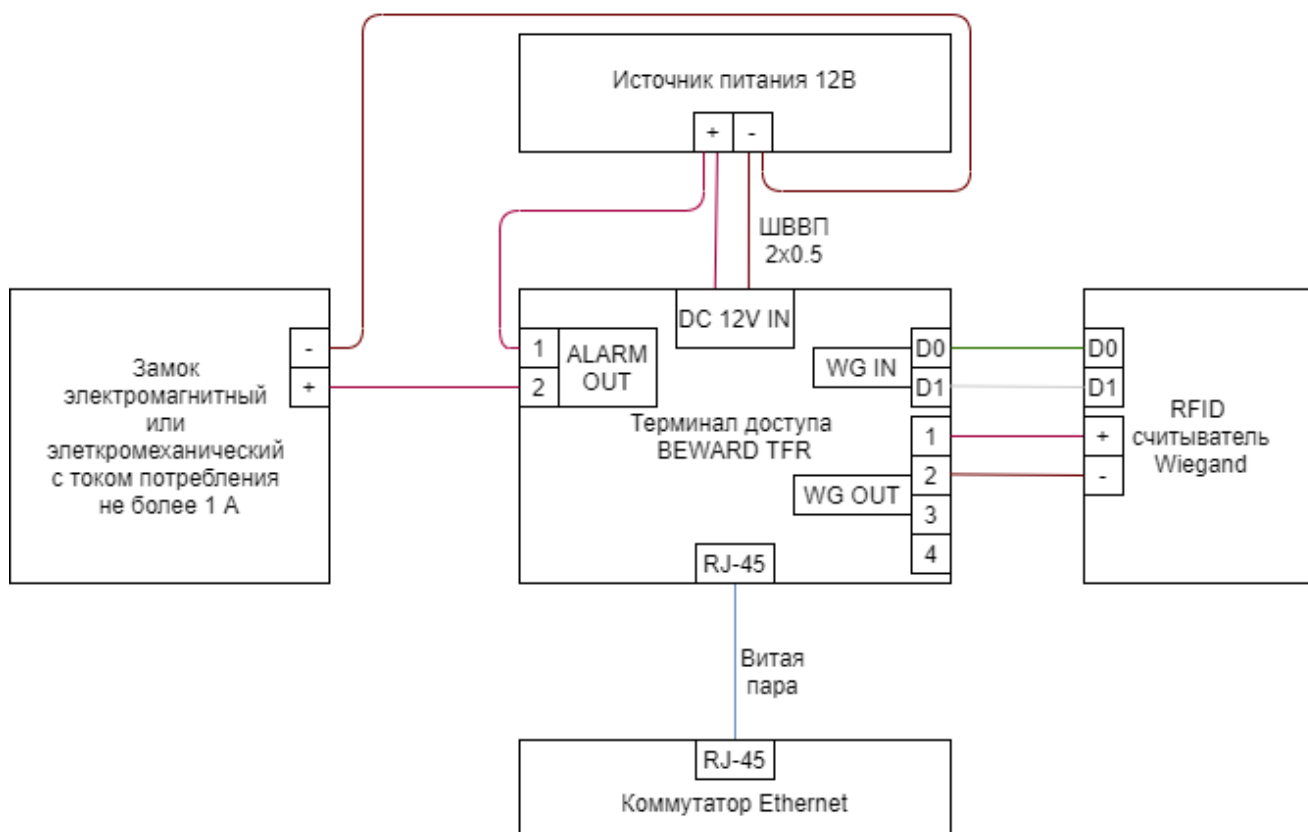 Источник питания 12В
+
-
ШВВП
2x0.5
Замок
электромагнитный
или
элеткромеханический
с током потребления
не более 1 А
-
+
1
2
ALARM
OUT
DC 12V IN
WG IN
D0
D1
Терминал доступа
BEWARD TFR
WG OUT
1
2
3
4
RJ-45
D0
D1
+
-
RFID
считыватель
Wiegand
Витая
пара
RJ-45
Коммутатор Ethernet